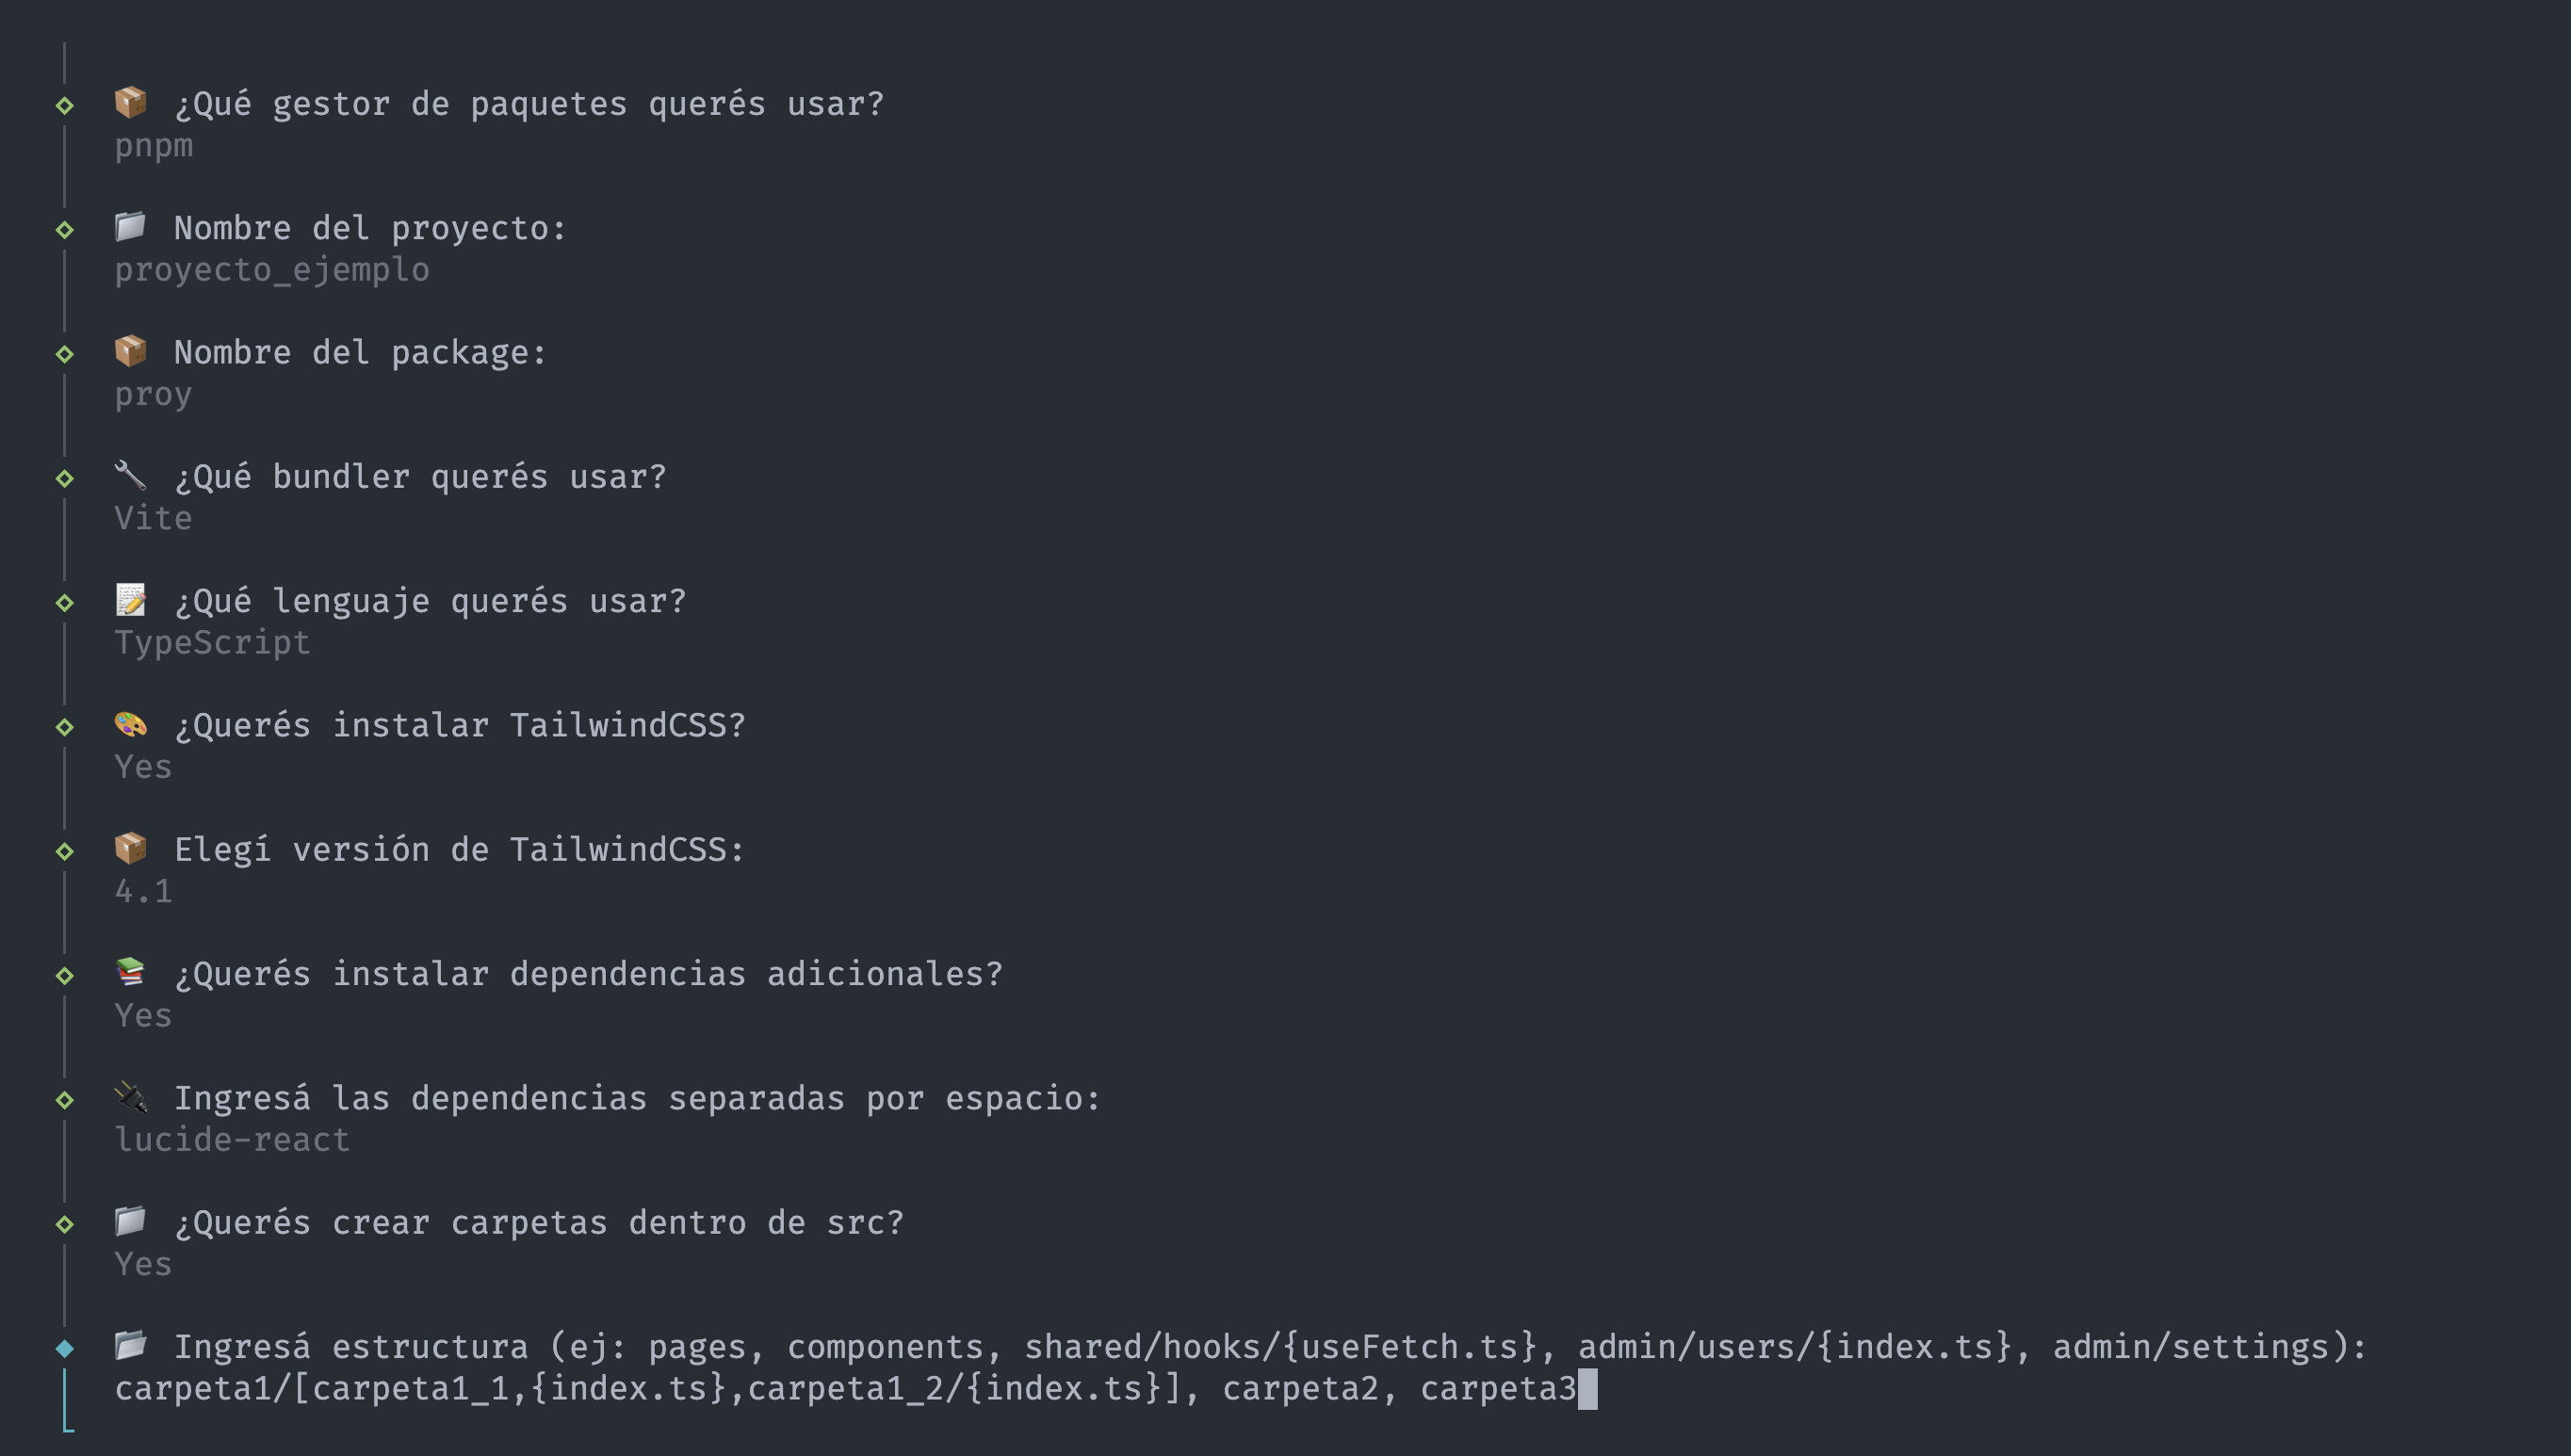 ¿Qué gestor de paquetes querés usar?
pnpm
Nombre del proyecto:
proyecto_ejemplo
Nombre del package:
proy
¿Qué bundler querés usar?
Vite
¿Qué lenguaje querés usar?
TypeScript
¿Querés instalar TailwindCSS?
Yes
Elegí versión de TailwindCSS:
4.1
¿Querés instalar dependencias adicionales?
Yes
Ingresá las dependencias separadas por espacio:
lucide-react
¿Querés crear carpetas dentro de src?
Yes
Ingresá estructura (ej: pages, components, shared/hooks/{useFetch.ts}, admin/users/{index.ts}, admin/settings):
carpeta1/[carpeta1_1,{index.ts},carpeta1_2/{index.ts}], carpeta2, carpeta3